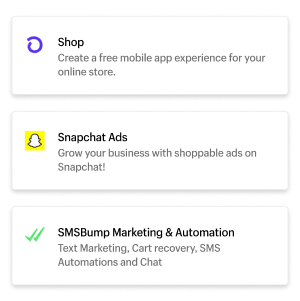 Shop
Create a free mobile app experience for your
online store.
Snapchat Ads
Grow your business with shoppable ads on
Snapchat!
SMSBump Marketing & Automation
Text Marketing, Cart recovery, SMS
Automations and Chat